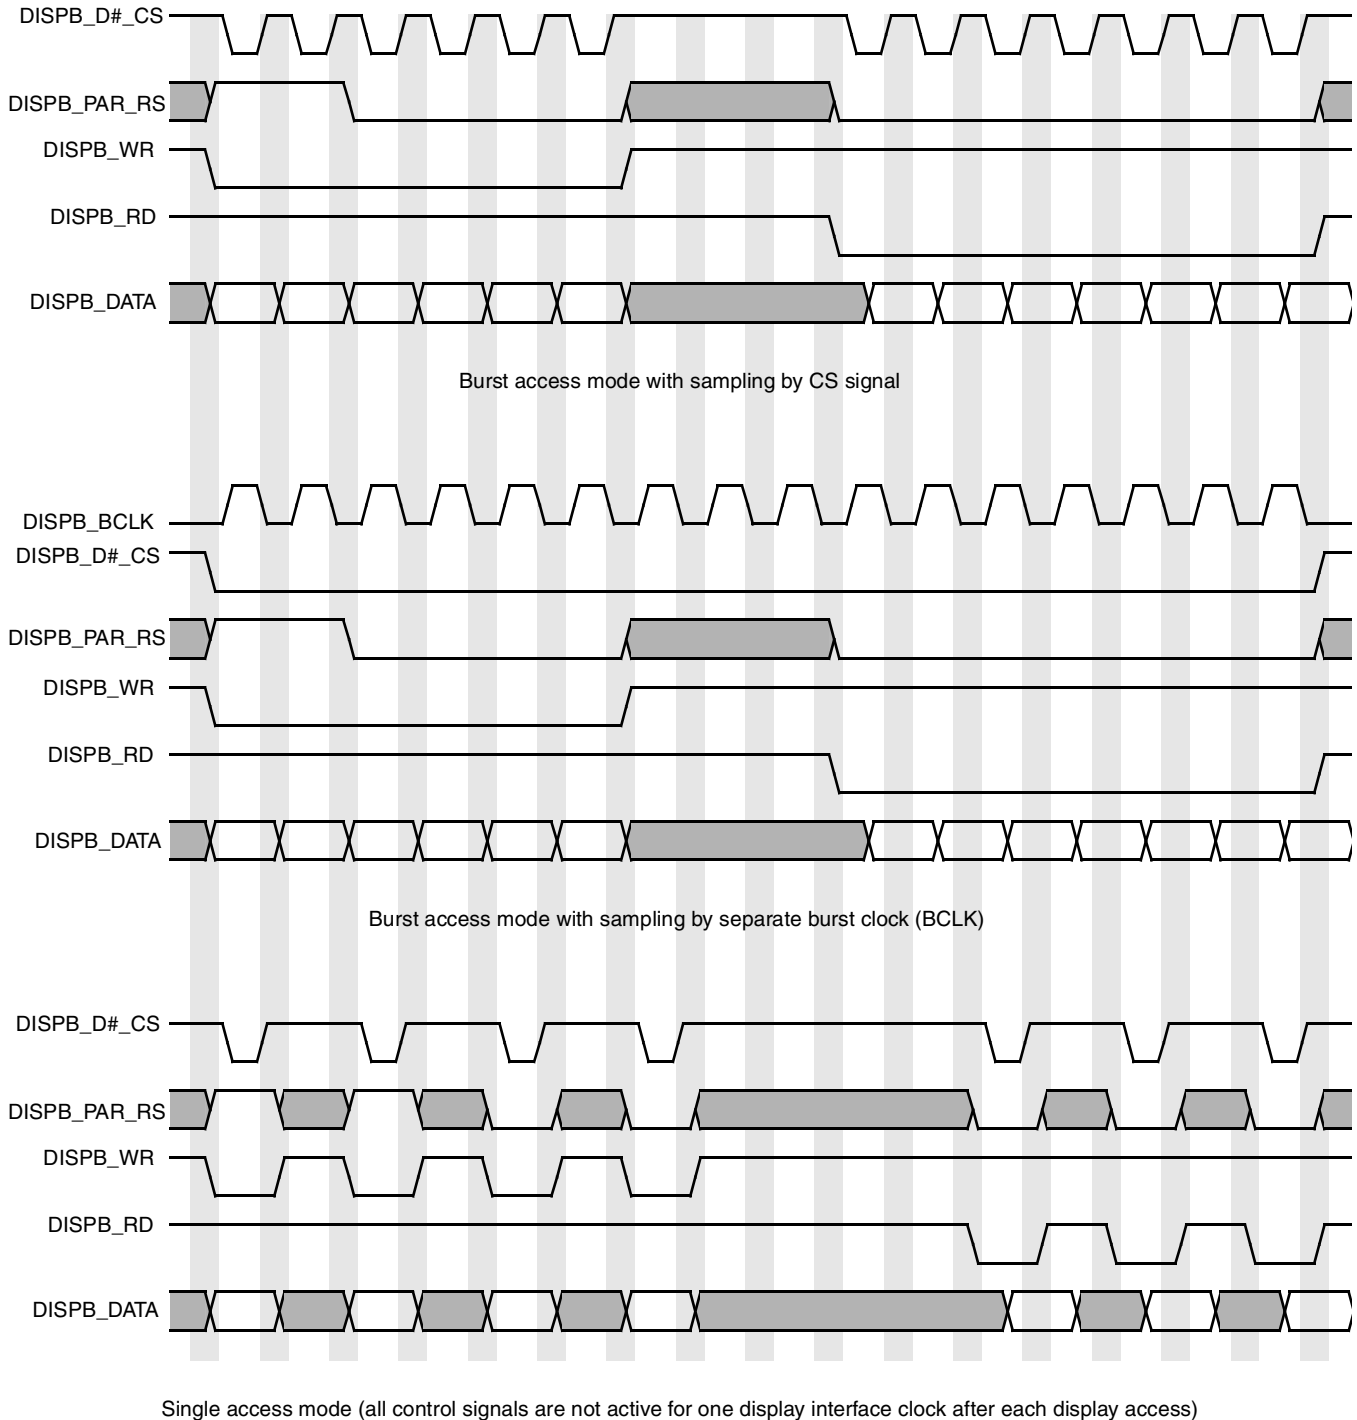 DISPB_D#_CS
DISPB_PAR_RS
DISPB_WR
DISPB_RD
DISPB_DATA
Burst access mode with sampling by CS signal
DISPB_BCLK
DISPB_D#_CS
DISPB_PAR_RS
DISPB_WR
DISPB_RD
DISPB_DATA
Burst access mode with sampling by separate burst clock (BCLK)
DISPB_D#_CS
DISPB_PAR_RS
DISPB_WR
DISPB_RD
DISPB_DATA
Single access mode (all control signals are not active for one display interface clock after each display access)